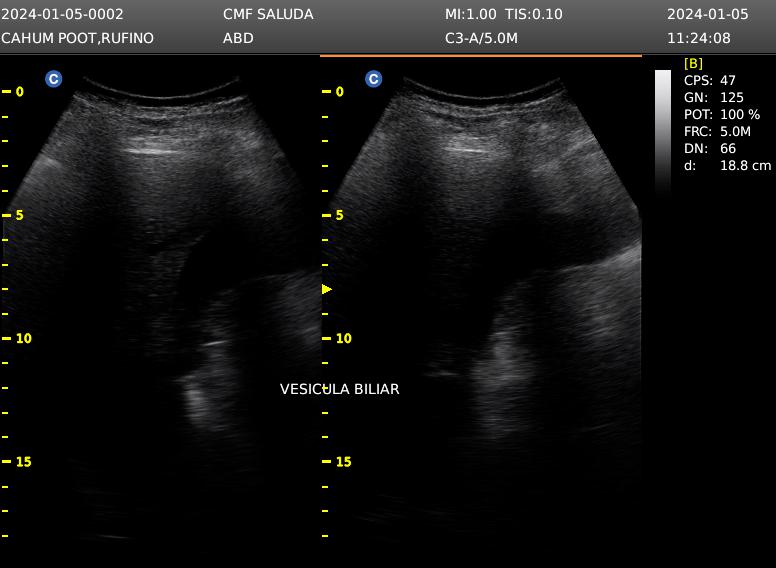 2024-01-05-0002 CMF SALUDA MI:1.00 TIS:0.10 2024-01-05
CAHUM POOT,RUFINO ABD C3-A/5.0M 11:24:08
[B]
C C
CPS: 47
GN: 125
POT: 100 %
FRC: 5.0M
DN: 66
d: 18.8 cm
0 0
5 5
10 10
VESICULA BILIAR
15 15